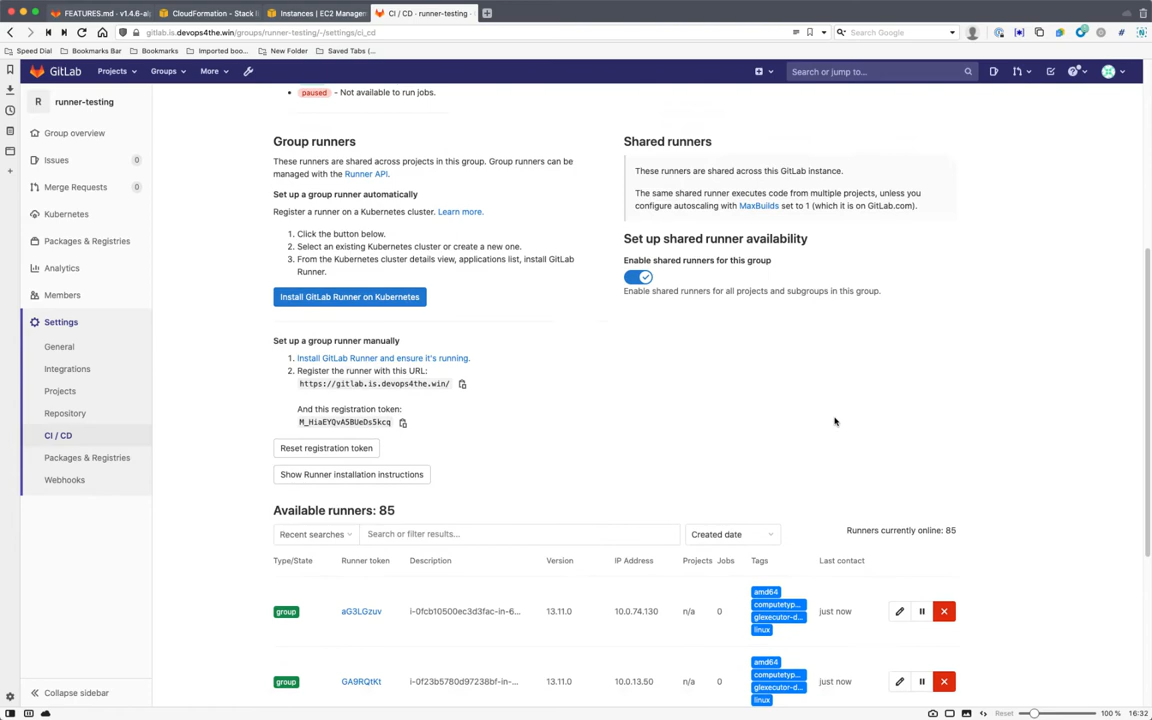 FEATURES.md · v1.4.6-al
CloudFormation - Stack
Instances | EC2 Manage
CI / CD · runner-testing ·
gitlab.is.devops4the.win/groups/runner-testing/-/settings/ci_cd
Search Google
Speed Dial
Bookmarks Bar
Bookmarks
Imported boo...
New Folder
Saved Tabs (...
GitLab
Projects
Groups
More
Search or jump to...
R
runner-testing
Group overview
Issues
0
Merge Requests
0
Kubernetes
Packages & Registries
Analytics
Members
Settings
General
Integrations
Projects
Repository
CI / CD
Packages & Registries
Webhooks
Collapse sidebar
paused - Not available to run jobs.
Group runners
These runners are shared across projects in this group. Group runners can be
managed with the Runner API.
Set up a group runner automatically
Register a runner on a Kubernetes cluster. Learn more.
1. Click the button below.
2. Select an existing Kubernetes cluster or create a new one.
3. From the Kubernetes cluster details view, applications list, install GitLab
Runner.
Install GitLab Runner on Kubernetes
Set up a group runner manually
1. Install GitLab Runner and ensure it's running.
2. Register the runner with this URL:
https://gitlab.is.devops4the.win/
And this registration token:
M_HiaEYQvA5BUeDs5kcq
Reset registration token
Show Runner installation instructions
Shared runners
These runners are shared across this GitLab instance.
The same shared runner executes code from multiple projects, unless you
configure autoscaling with MaxBuilds set to 1 (which it is on GitLab.com).
Set up shared runner availability
Enable shared runners for this group
Enable shared runners for all projects and subgroups in this group.
Available runners: 85
Runners currently online: 85
Recent searches
Search or filter results...
Created date
Type/State Runner token Description Version IP Address Projects Jobs Tags Last contact
group aG3LGzuv i-0fcb10500ec3d3fac-in-6... 13.11.0 10.0.74.130 n/a 0 just now
amd64
computetyp...
glexecutor-d...
linux
group GA9RQtKt i-0f23b5780d97238bf-in-... 13.11.0 10.0.13.50 n/a 0 just now
amd64
computetyp...
glexecutor-d...
linux
Reset
100 %
16:32